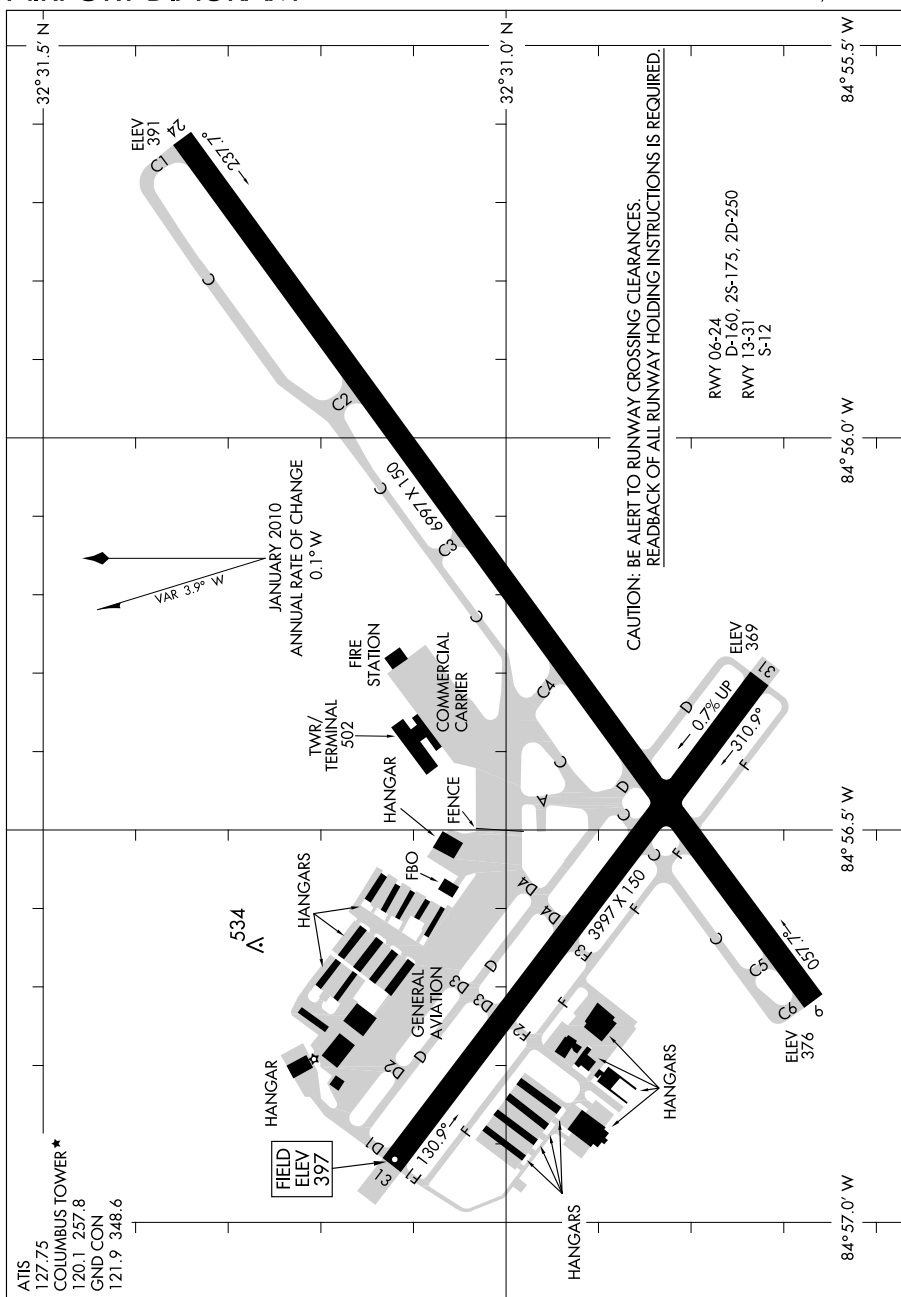 ATIS
127.75
COLUMBUS TOWER★
120.1 257.8
GND CON
121.9 348.6
32°31.5' N
32°31.0' N
84°55.5' W
84°56.0' W
84°56.5' W
84°57.0' W
ELEV
391
24
237.7°
C1
C
C2
C
6997 X 150
C3
C
JANUARY 2010
ANNUAL RATE OF CHANGE
0.1° W
VAR 3.9° W
CAUTION: BE ALERT TO RUNWAY CROSSING CLEARANCES.
READBACK OF ALL RUNWAY HOLDING INSTRUCTIONS IS REQUIRED.
RWY 06-24
D-160, 2S-175, 2D-250
RWY 13-31
S-12
FIRE
STATION
TWR/
TERMINAL
502
COMMERCIAL
CARRIER
HANGAR
FENCE
FBO
HANGARS
534
GENERAL
AVIATION
HANGAR
C4
C
A
D
C
D
ELEV
369
31
0.7% UP
310.9°
F
C
F
D4
D4
F
3997 X 150
F3
D
D3
D3
F2
F
D2
D
D1
FIELD
ELEV
397
13
F1
130.9°
F
C
C5
C6
057.7°
9
ELEV
376
HANGARS
HANGARS